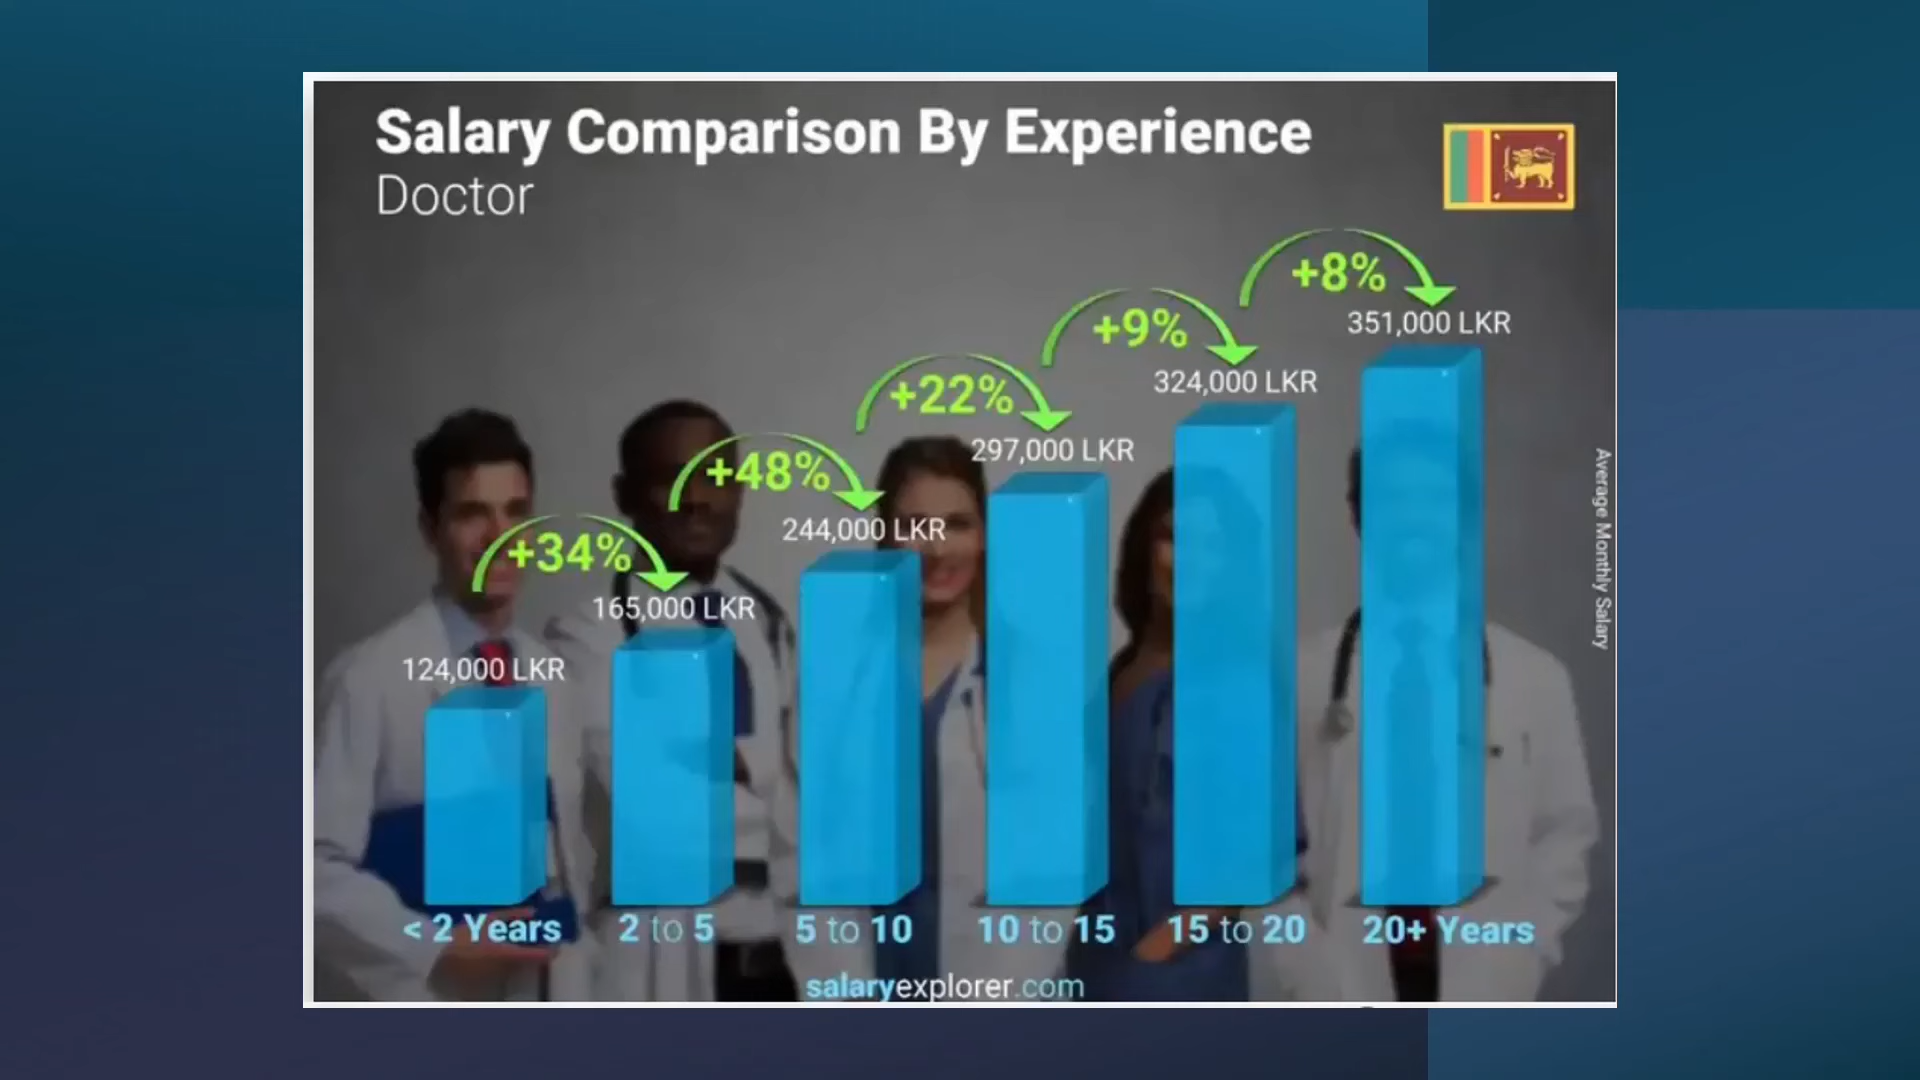 Salary Comparison By Experience
Doctor
+8%
351,000 LKR
+9%
324,000 LKR
+22%
297,000 LKR
+48%
244,000 LKR
+34%
165,000 LKR
124,000 LKR
Average Monthly Salary
< 2 Years
2 to 5
5 to 10
10 to 15
15 to 20
20+ Years
salaryexplorer.com